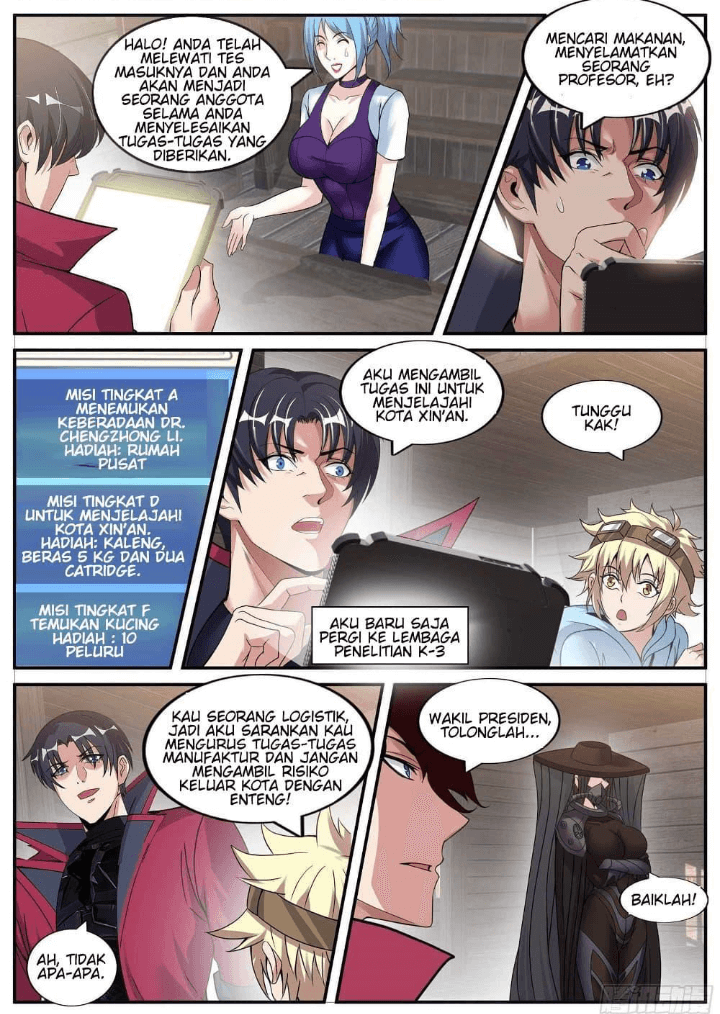 HALO! ANDA TELAH
MELEWATI TES
MASUKNYA DAN ANDA
AKAN MENJADI
SEORANG ANGGOTA
SELAMA ANDA
MENYELESAIKAN
TUGAS-TUGAS YANG
DIBERIKAN.
MENCARI MAKANAN,
MENYELAMATKAN
SEORANG
PROFESOR, EH?
MISI TINGKAT A
MENEMUKAN
KEBERADAAN DR.
CHENGZHONG LI.
HADIAH: RUMAH
PUSAT
MISI TINGKAT D
UNTUK MENJELAJAHI
KOTA XIN'AN.
HADIAH: KALENG,
BERAS 5 KG DAN DUA
CATRIDGE.
MISI TINGKAT F
TEMUKAN KUCING
HADIAH : 10
PELURU
AKU MENGAMBIL
TUGAS INI UNTUK
MENJELAJAHI
KOTA XIN'AN.
TUNGGU
KAK!
AKU BARU SAJA
PERGI KE LEMBAGA
PENELITIAN K-3
KAU SEORANG LOGISTIK,
JADI AKU SARANKAN KAU
MENGURUS TUGAS-TUGAS
MANUFAKTUR DAN JANGAN
MENGAMBIL RISIKO
KELUAR KOTA DENGAN
ENTENG!
AH, TIDAK
APA-APA.
WAKIL PRESIDEN,
TOLONGLAH...
BAIKLAH!